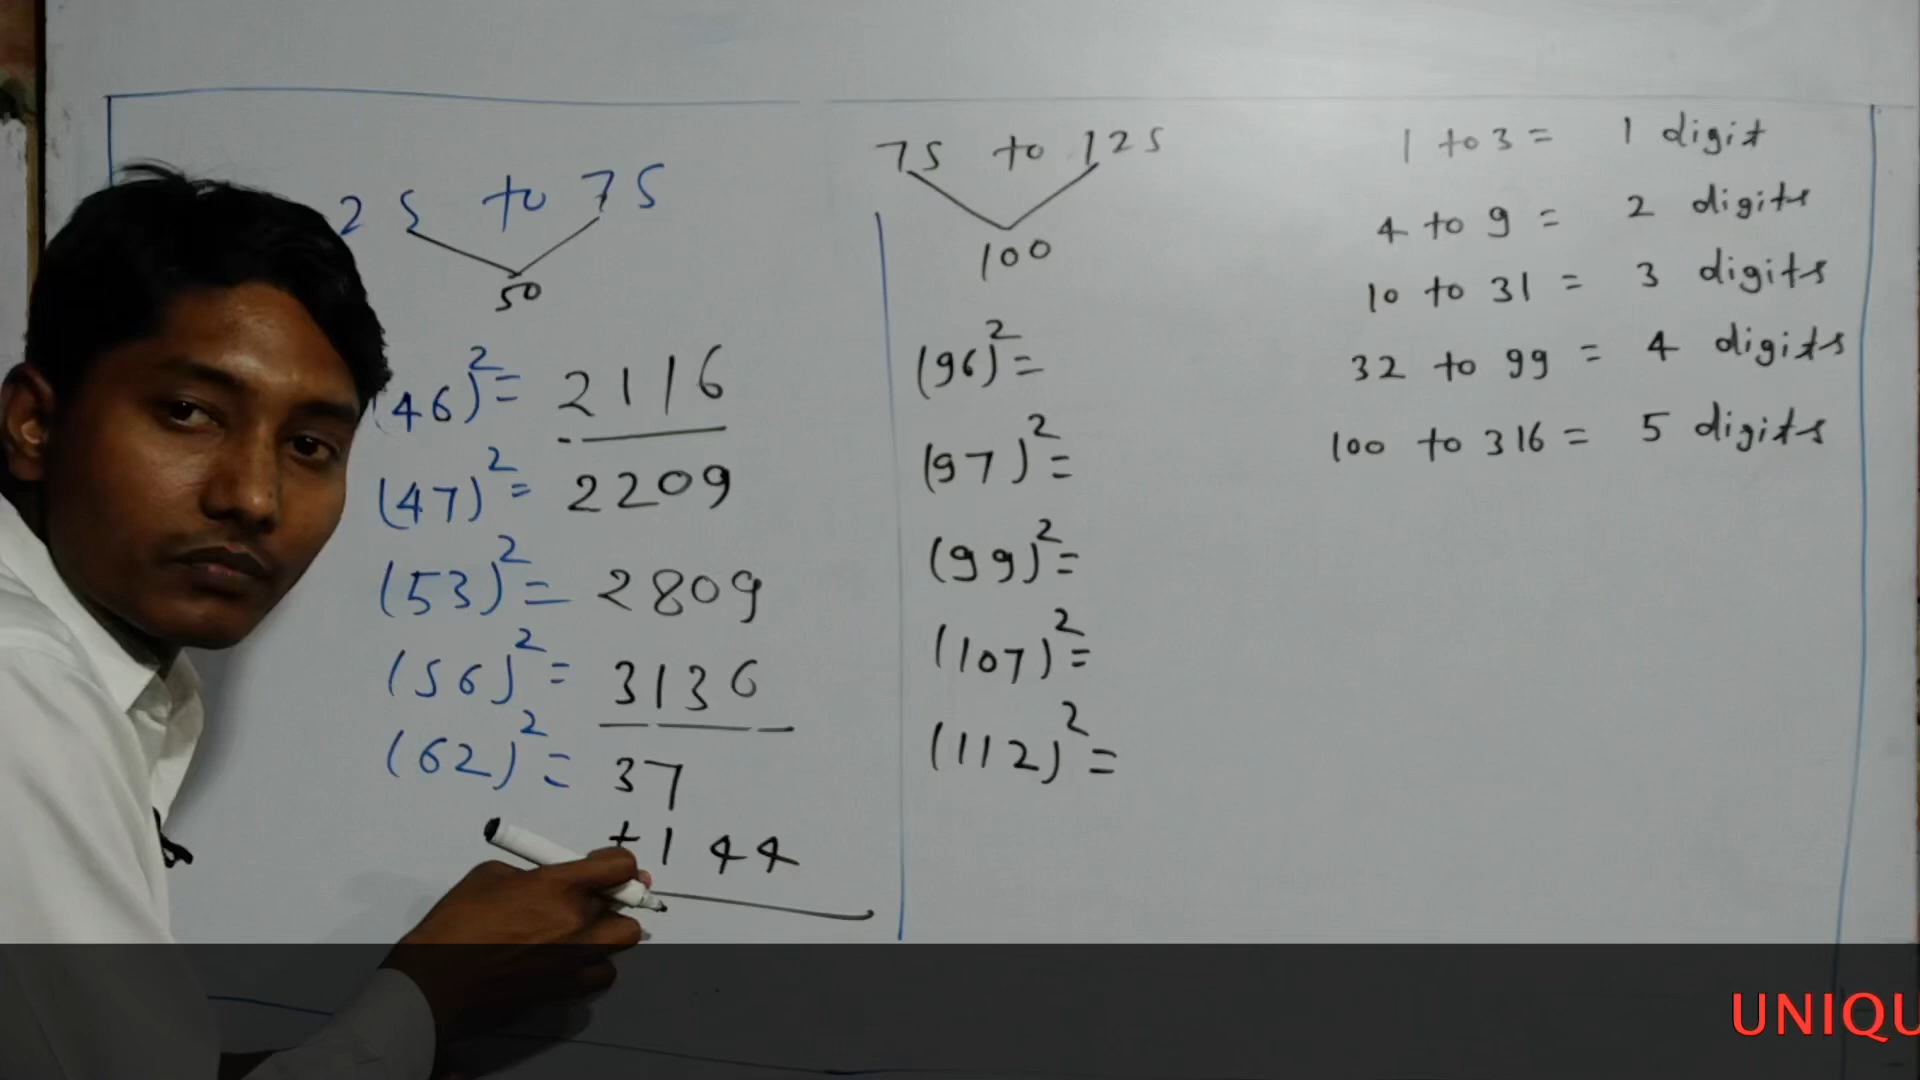 25 to 75
50
(46)² = 2116
(47)² = 2209
(53)² = 2809
(56)² = 3136
(62)² = 37
+144
75 to 125
100
(96)² =
(97)² =
(99)² =
(107)² =
(112)² =
1 to 3 = 1 digit
4 to 9 = 2 digits
10 to 31 = 3 digits
32 to 99 = 4 digits
100 to 316 = 5 digits
UNIQU